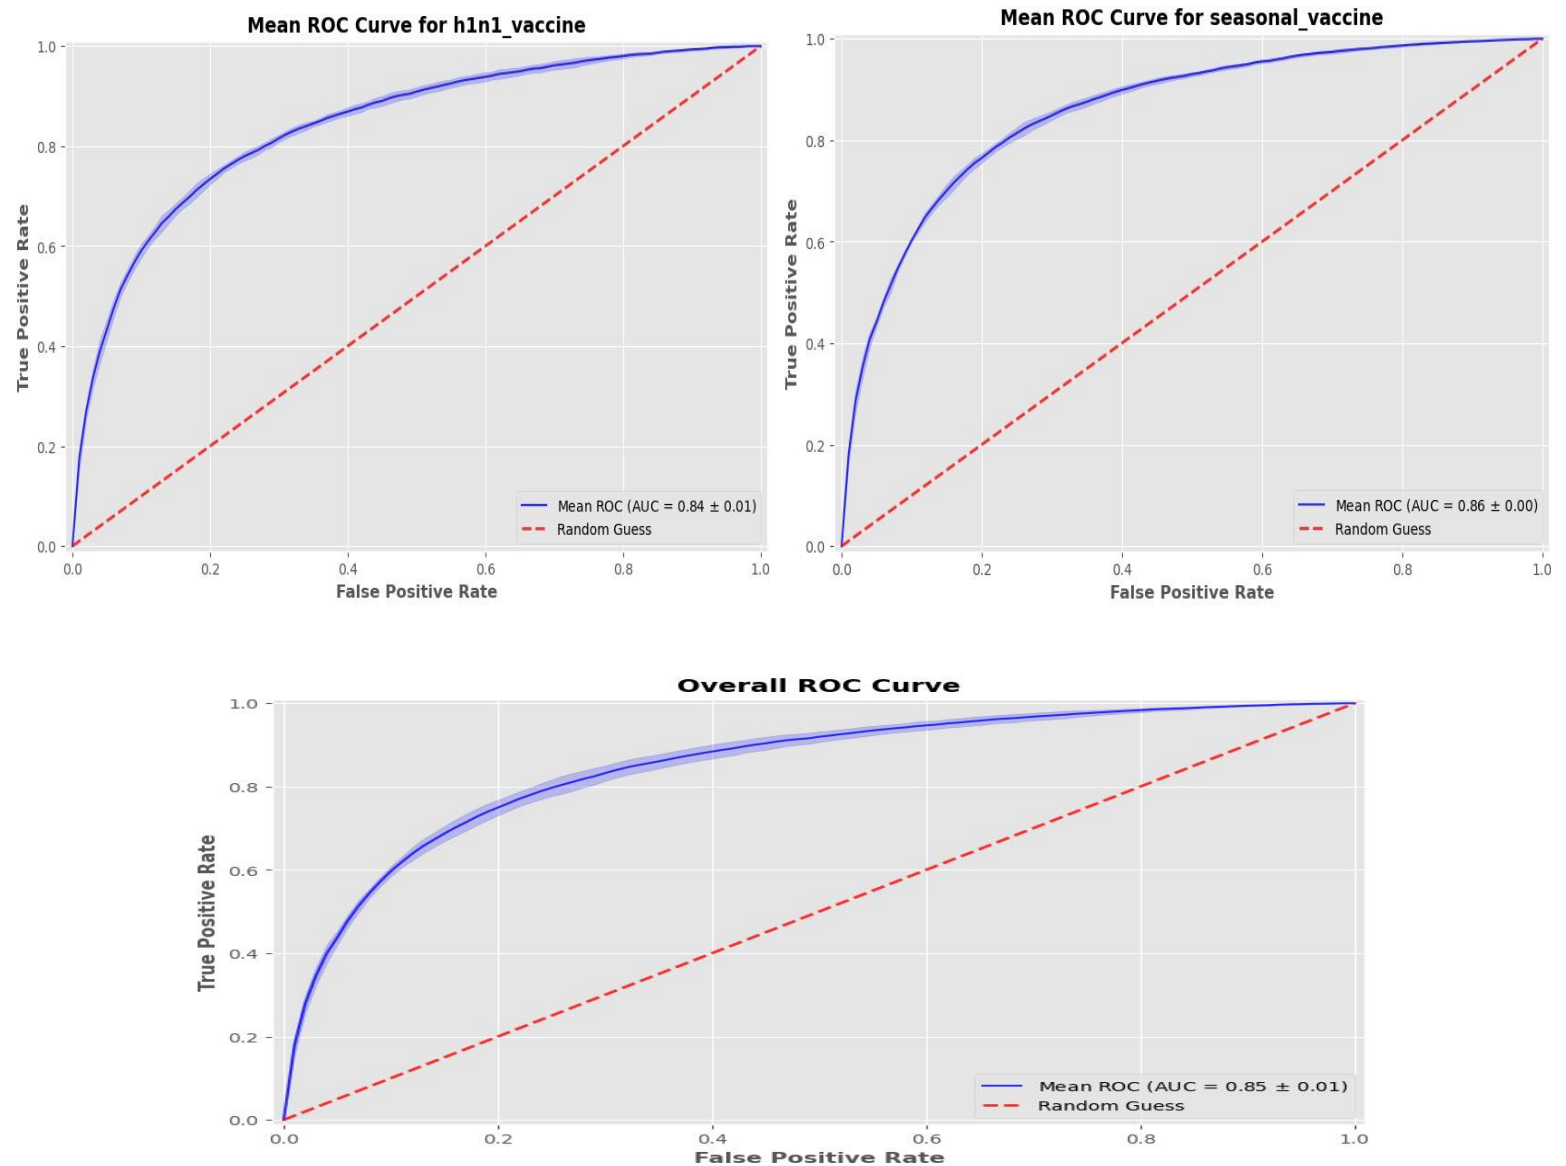 Mean ROC Curve for h1n1_vaccine
1.0
0.8
0.6
0.4
0.2
0.0
True Positive Rate
Mean ROC (AUC = 0.84 ± 0.01)
Random Guess
0.0 0.2 0.4 0.6 0.8 1.0
False Positive Rate
Mean ROC Curve for seasonal_vaccine
1.0
0.8
0.6
0.4
0.2
0.0
True Positive Rate
Mean ROC (AUC = 0.86 ± 0.00)
Random Guess
0.0 0.2 0.4 0.6 0.8 1.0
False Positive Rate
Overall ROC Curve
1.0
0.8
0.6
0.4
0.2
0.0
True Positive Rate
Mean ROC (AUC = 0.85 ± 0.01)
Random Guess
0.0 0.2 0.4 0.6 0.8 1.0
False Positive Rate